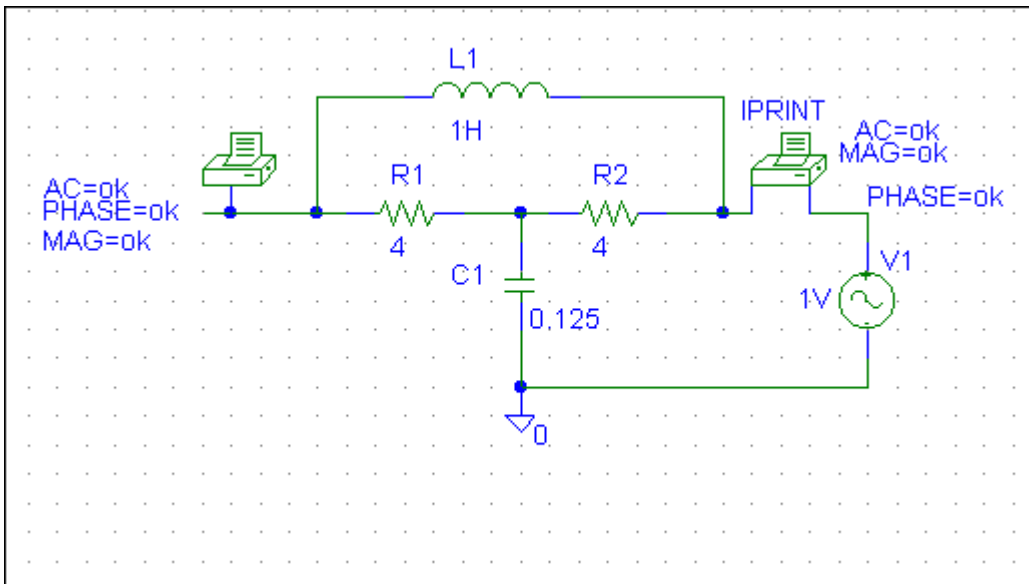 L1
1H
IPRINT
AC=ok
MAG=ok
PHASE=ok
AC=ok
PHASE=ok
MAG=ok
R1
4
R2
4
C1
0.125
V1
1V
0